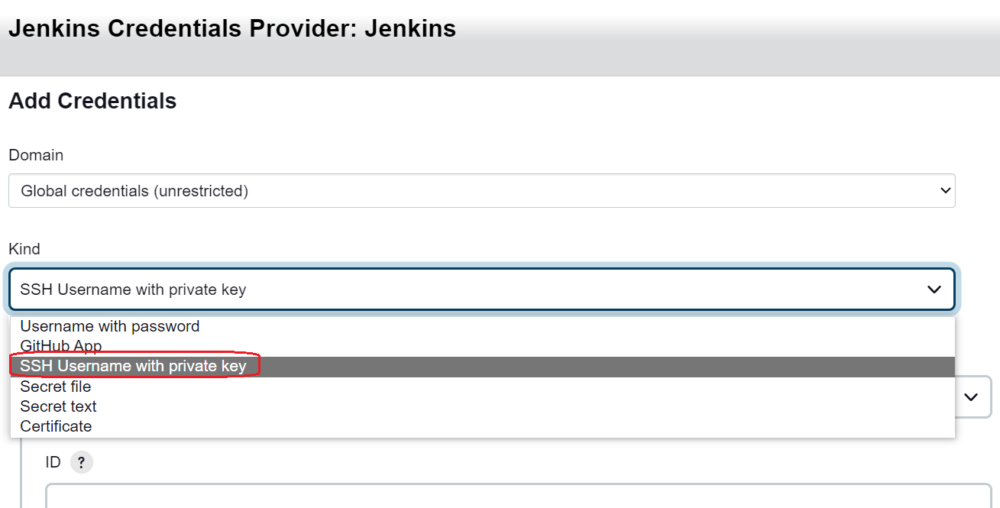 Jenkins Credentials Provider: Jenkins
Add Credentials
Domain
Global credentials (unrestricted)
Kind
SSH Username with private key
Username with password
GitHub App
SSH Username with private key
Secret file
Secret text
Certificate
ID ?